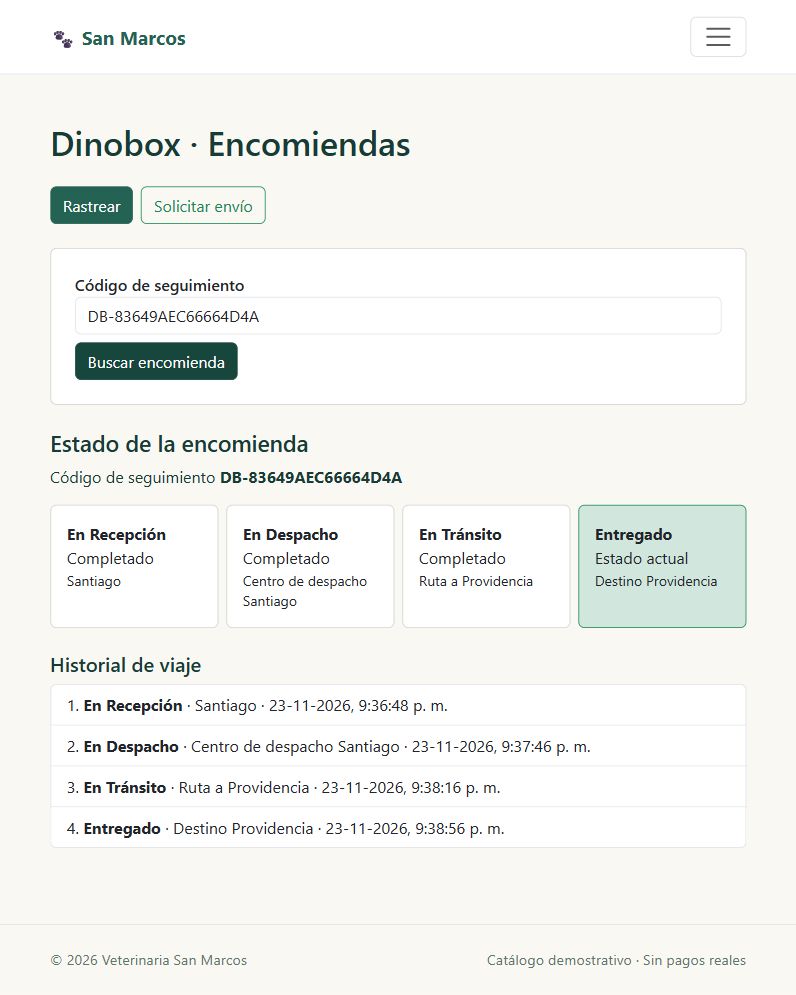 San Marcos
Dinobox · Encomiendas
Rastrear
Solicitar envío
Código de seguimiento
DB-83649AEC66664D4A
Buscar encomienda
Estado de la encomienda
Código de seguimiento DB-83649AEC66664D4A
En Recepción
Completado
Santiago
En Despacho
Completado
Centro de despacho
Santiago
En Tránsito
Completado
Ruta a Providencia
Entregado
Estado actual
Destino Providencia
Historial de viaje
1. En Recepción · Santiago · 23-11-2026, 9:36:48 p. m.
2. En Despacho · Centro de despacho Santiago · 23-11-2026, 9:37:46 p. m.
3. En Tránsito · Ruta a Providencia · 23-11-2026, 9:38:16 p. m.
4. Entregado · Destino Providencia · 23-11-2026, 9:38:56 p. m.
© 2026 Veterinaria San Marcos
Catálogo demostrativo · Sin pagos reales